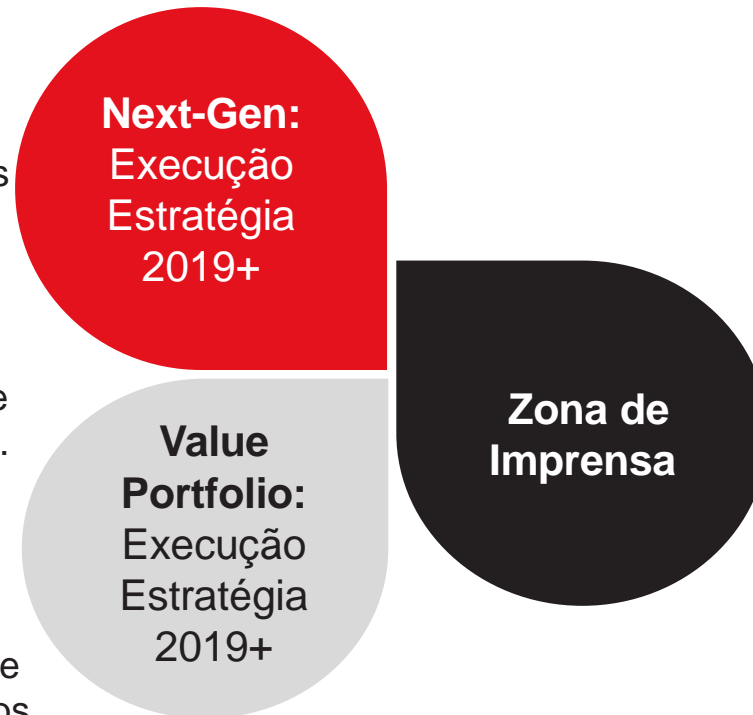 Next-Gen:
Execução
Estratégia
2019+
Zona de
Imprensa
Value
Portfolio:
Execução
Estratégia
2019+